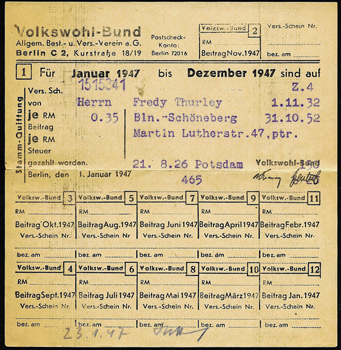 Volkswohl-Bund
Allgem. Best.- u. Vers.-Verein a. G.
Berlin C 2, Kurstraße 18/19
Postscheck-
Konto:
Berlin 72016
Volksw.-Bund 2
RM
Beitrag Nov. 1947
Vers.-Schein Nr.
bez. am
1 Für Januar 1947 bis Dezember 1947 sind auf
Stamm-Quittung
Vers. Sch. 1515341 Z.4
von Herrn Fredy Thurley 1.11.32
je RM 0.35 Bln.-Schöneberg 31.10.52
Beitrag Martin Lutherstr.47,ptr.
je RM
Steuer
gezahlt worden. 21. 8.26 Potsdam Volkswohl-Bund
Berlin, den 1. Januar 1947 465
Volksw.-Bund 3 Volksw.-Bund 5 Volksw.-Bund 7 Volksw.-Bund 9 Volksw.-Bund 11
RM RM RM RM RM
Beitrag Okt. 1947 Beitrag Aug. 1947 Beitrag Juni 1947 Beitrag April 1947 Beitrag Febr. 1947
Vers.-Schein Nr. Vers.-Schein Nr. Vers.-Schein Nr. Vers.-Schein Nr. Vers.-Schein Nr.
bez. am bez. am bez. am bez. am bez. am
Volksw.-Bund 4 Volksw.-Bund 6 Volksw.-Bund 8 Volksw.-Bund 10 Volksw.-Bund 12
RM RM RM RM RM
Beitrag Sept. 1947 Beitrag Juli 1947 Beitrag Mai 1947 Beitrag März 1947 Beitrag Jan. 1947
Vers.-Schein Nr. Vers.-Schein Nr. Vers.-Schein Nr. Vers.-Schein Nr. Vers.-Schein Nr.
bez. am bez. am bez. am bez. am bez. am
23.1.47